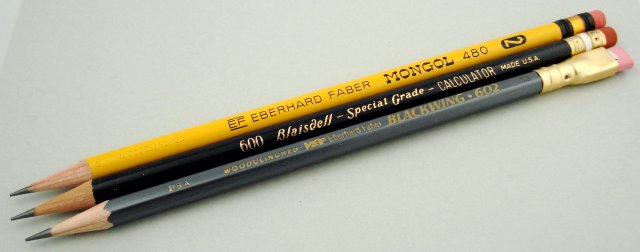 EF EBERHARD FABER MONGOL 480 2
600 Blaisdell - Special Grade - CALCULATOR MADE U.S.A.
U.S.A. WOODCLINCHED EF Eberhard Faber BLACKWING · 602